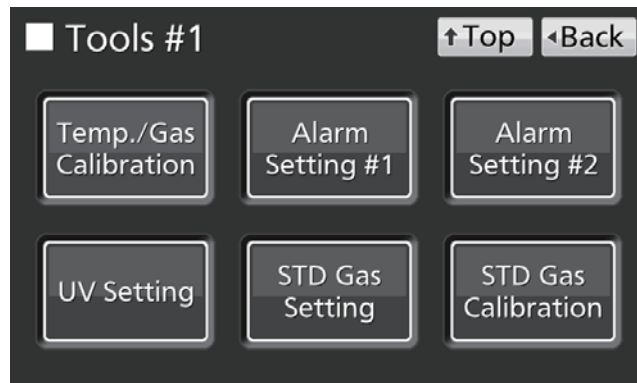 Tools #1
Top
Back
Temp./Gas
Calibration
Alarm
Setting #1
Alarm
Setting #2
UV Setting
STD Gas
Setting
STD Gas
Calibration